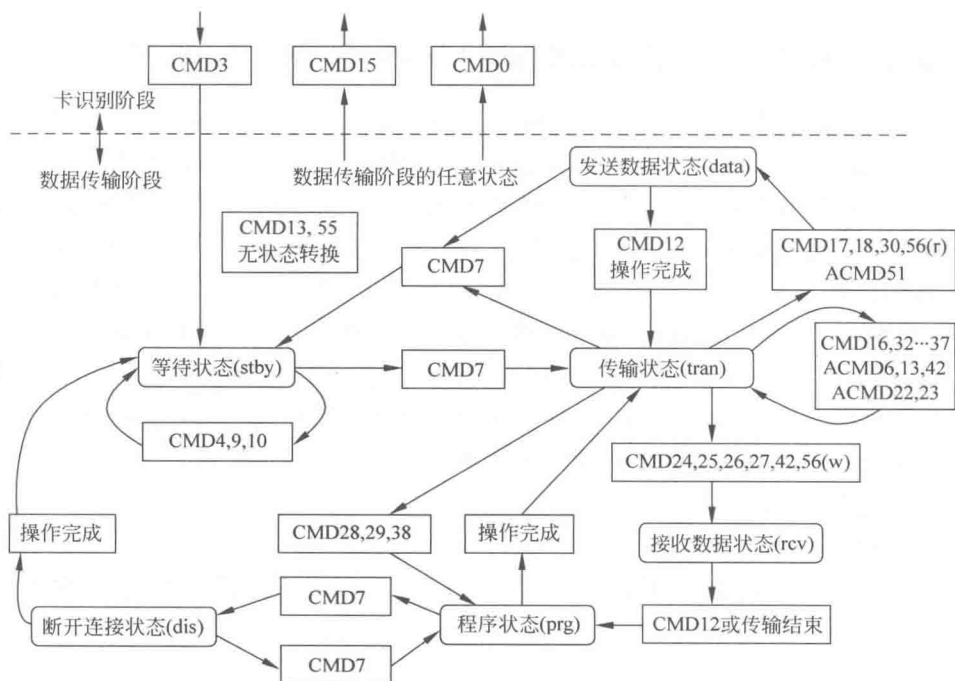 CMD3
CMD15
CMD0
卡识别阶段
数据传输阶段
数据传输阶段的任意状态
发送数据状态(data)
CMD13, 55
无状态转换
CMD7
CMD12
操作完成
CMD17,18,30,56(r)
ACMD51
等待状态(stby)
CMD7
传输状态(tran)
CMD16,32…37
ACMD6,13,42
ACMD22,23
CMD4,9,10
CMD24,25,26,27,42,56(w)
操作完成
CMD28,29,38
操作完成
接收数据状态(rcv)
CMD7
断开连接状态(dis)
程序状态(prg)
CMD12或传输结束
CMD7